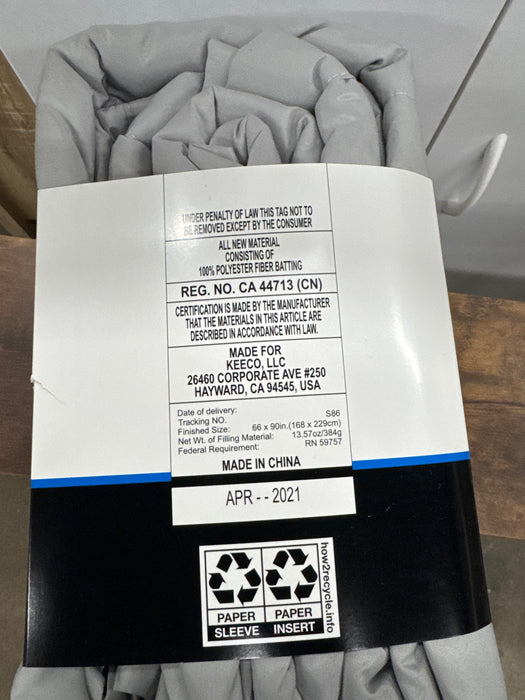 UNDER PENALTY OF LAW THIS TAG NOT TO
BE REMOVED EXCEPT BY THE CONSUMER
ALL NEW MATERIAL
CONSISTING OF
100% POLYESTER FIBER BATTING
REG. NO. CA 44713 (CN)
CERTIFICATION IS MADE BY THE MANUFACTURER
THAT THE MATERIALS IN THIS ARTICLE ARE
DESCRIBED IN ACCORDANCE WITH LAW.
MADE FOR
KEECO, LLC
26460 CORPORATE AVE #250
HAYWARD, CA 94545, USA
Date of delivery:
Tracking NO. S86
Finished Size: 66 x 90in.(168 x 229cm)
Net Wt. of Filling Material: 13.57oz/384g
Federal Requirement: RN 59757
MADE IN CHINA
APR - - 2021
PAPER PAPER
SLEEVE INSERT
how2recycle.info